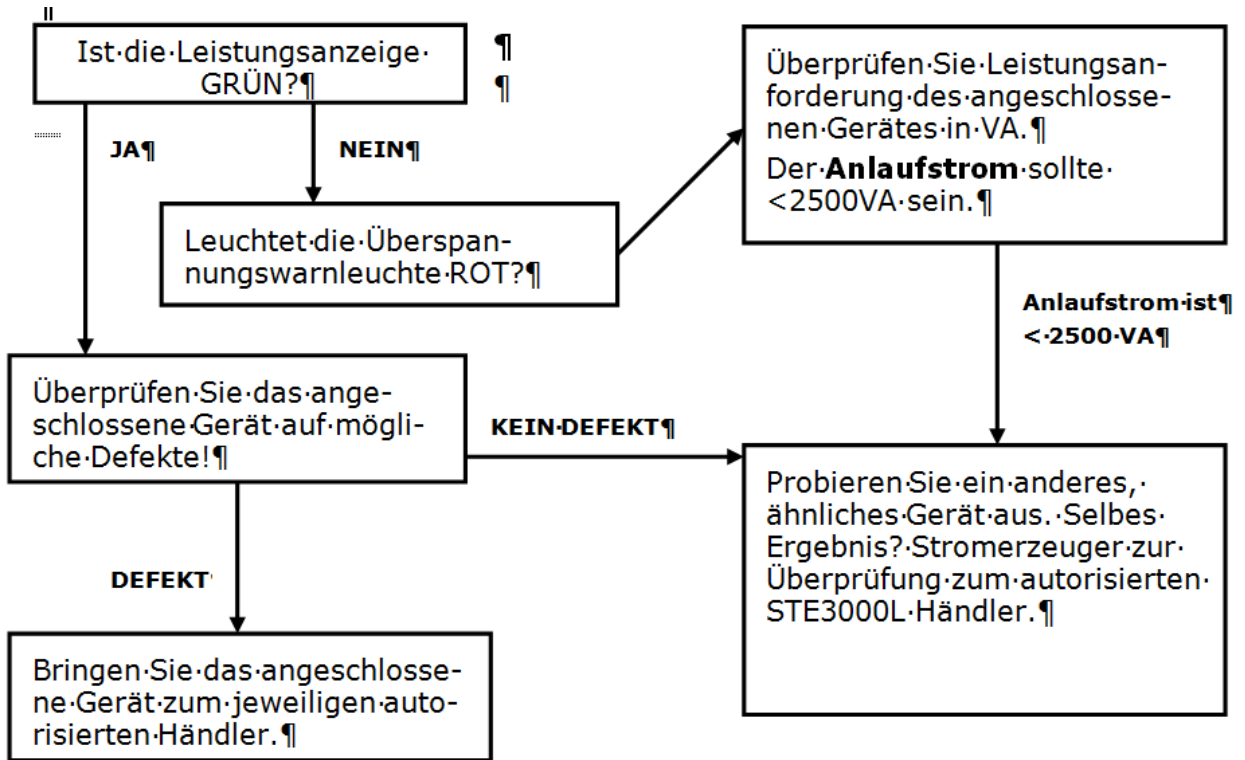 Ist·die·Leistungsanzeige·
GRÜN?¶
¶
¶
JA¶
NEIN¶
Leuchtet·die·Überspan-
nungswarnleuchte·ROT?¶
Überprüfen·Sie·Leistungsan-
forderung·des·angeschlosse-
nen·Gerätes·in·VA.¶
Der·Anlaufstrom·sollte·
<2500VA·sein.¶
Anlaufstrom·ist¶
<·2500·VA¶
Überprüfen·Sie·das·ange-
schlossene·Gerät·auf·mögli-
che·Defekte!¶
KEIN·DEFEKT¶
Probieren·Sie·ein·anderes,·
ähnliches·Gerät·aus.·Selbes·
Ergebnis?·Stromerzeuger·zur·
Überprüfung·zum·autorisierten·
STE3000L·Händler.¶
DEFEKT
Bringen·Sie·das·angeschlosse-
ne·Gerät·zum·jeweiligen·auto-
risierten·Händler.¶